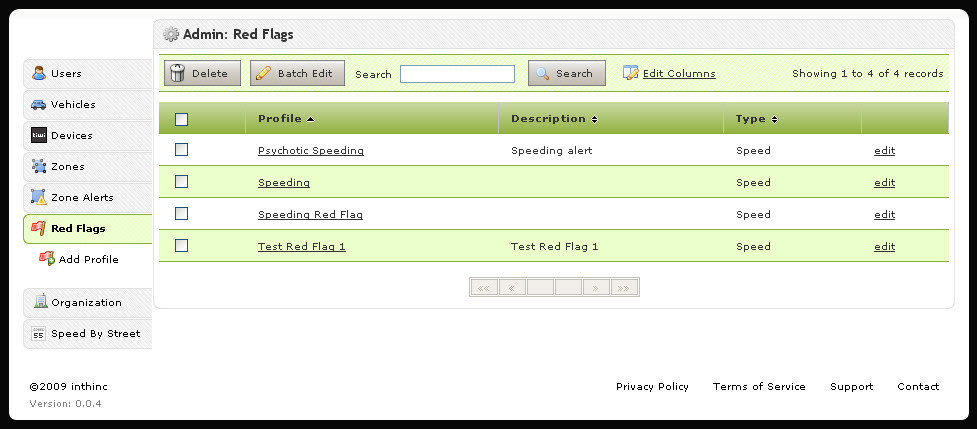 Admin: Red Flags
Users
Vehicles
tiwi Devices
Zones
Zone Alerts
Red Flags
Add Profile
Organization
55 Speed By Street
Delete Batch Edit Search Search Edit Columns Showing 1 to 4 of 4 records
Profile Description Type
Psychotic Speeding Speeding alert Speed edit
Speeding Speed edit
Speeding Red Flag Speed edit
Test Red Flag 1 Test Red Flag 1 Speed edit
«« « » »»
©2009 inthinc Privacy Policy Terms of Service Support Contact
Version: 0.0.4